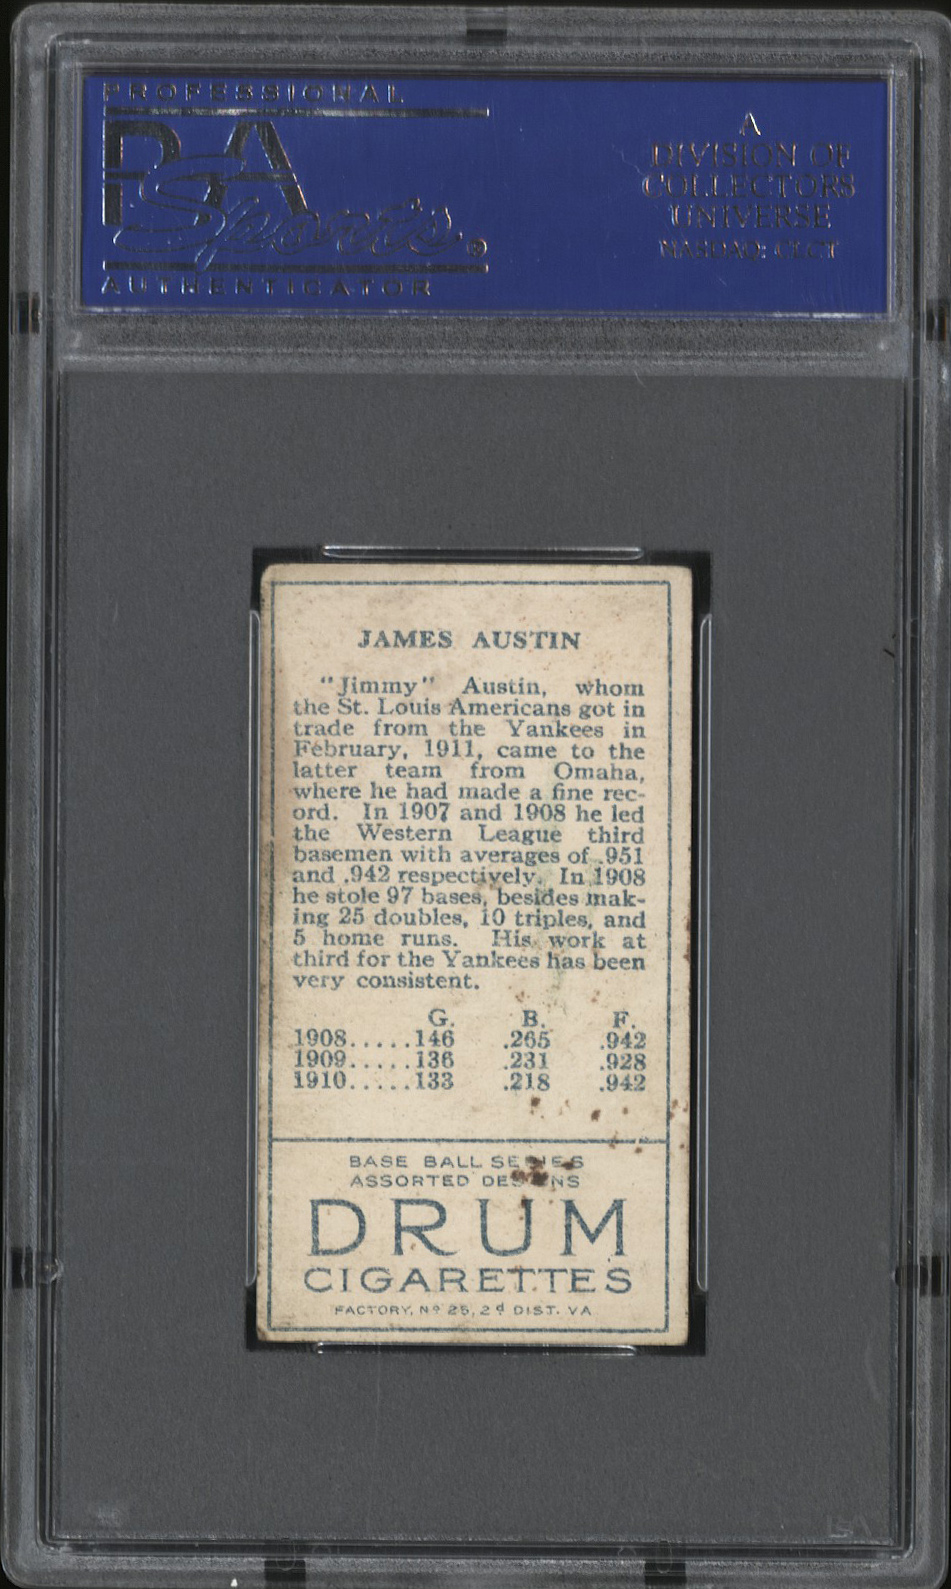 PROFESSIONAL
PSA
Sports®
AUTHENTICATOR
A
DIVISION OF
COLLECTORS
UNIVERSE
NASDAQ: CLCT
JAMES AUSTIN
"Jimmy" Austin, whom
the St. Louis Americans got in
trade from the Yankees in
February, 1911, came to the
latter team from Omaha,
where he had made a fine rec-
ord. In 1907 and 1908 he led
the Western League third
basemen with averages of .951
and .942 respectively. In 1908
he stole 97 bases, besides mak-
ing 25 doubles, 10 triples, and
5 home runs. His work at
third for the Yankees has been
very consistent.
G. B. F.
1908.....146 .265 .942
1909.....136 .231 .928
1910.....133 .218 .942
BASE BALL SERIES
ASSORTED DESIGNS
DRUM
CIGARETTES
FACTORY, Nº 25, 2d DIST. VA